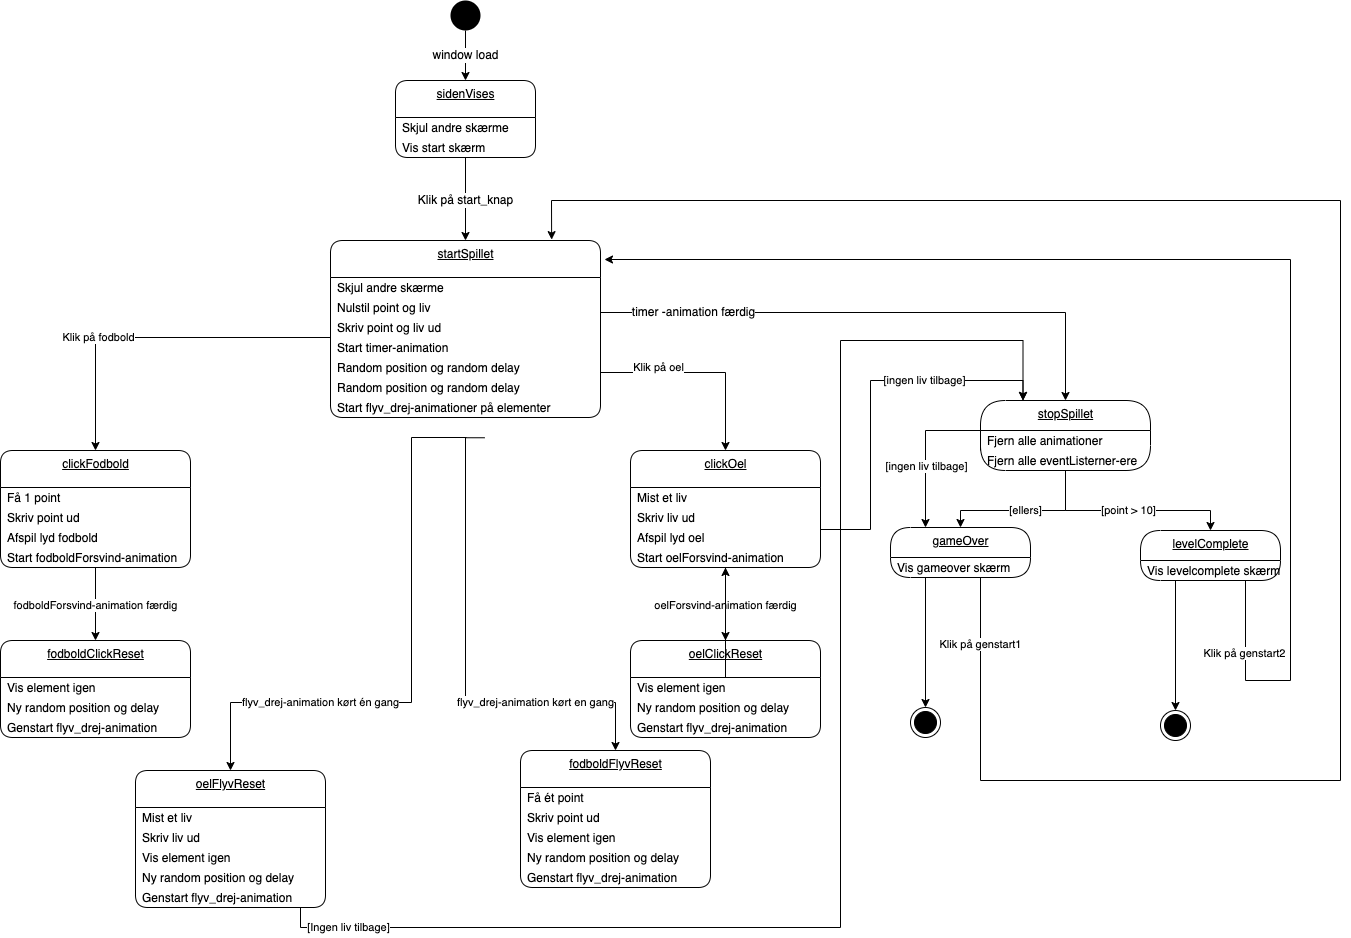 window load
sidenVises
Skjul andre skærme
Vis start skærm
Klik på start_knap
startSpillet
Skjul andre skærme
Nulstil point og liv
Skriv point og liv ud
Start timer-animation
Random position og random delay
Random position og random delay
Start flyv_drej-animationer på elementer
timer -animation færdig
Klik på fodbold
Klik på oel
[ingen liv tilbage]
stopSpillet
Fjern alle animationer
Fjern alle eventListerner-ere
clickFodbold
Få 1 point
Skriv point ud
Afspil lyd fodbold
Start fodboldForsvind-animation
clickOel
Mist et liv
Skriv liv ud
Afspil lyd oel
Start oelForsvind-animation
[ingen liv tilbage]
[ellers]
[point > 10]
gameOver
Vis gameover skærm
levelComplete
Vis levelcomplete skærm
fodboldForsvind-animation færdig
oelForsvind-animation færdig
fodboldClickReset
Vis element igen
Ny random position og delay
Genstart flyv_drej-animation
oelClickReset
Vis element igen
Ny random position og delay
Genstart flyv_drej-animation
Klik på genstart1
Klik på genstart2
flyv_drej-animation kørt én gang
flyv_drej-animation kørt en gang
oelFlyvReset
Mist et liv
Skriv liv ud
Vis element igen
Ny random position og delay
Genstart flyv_drej-animation
fodboldFlyvReset
Få ét point
Skriv point ud
Vis element igen
Ny random position og delay
Genstart flyv_drej-animation
[Ingen liv tilbage]